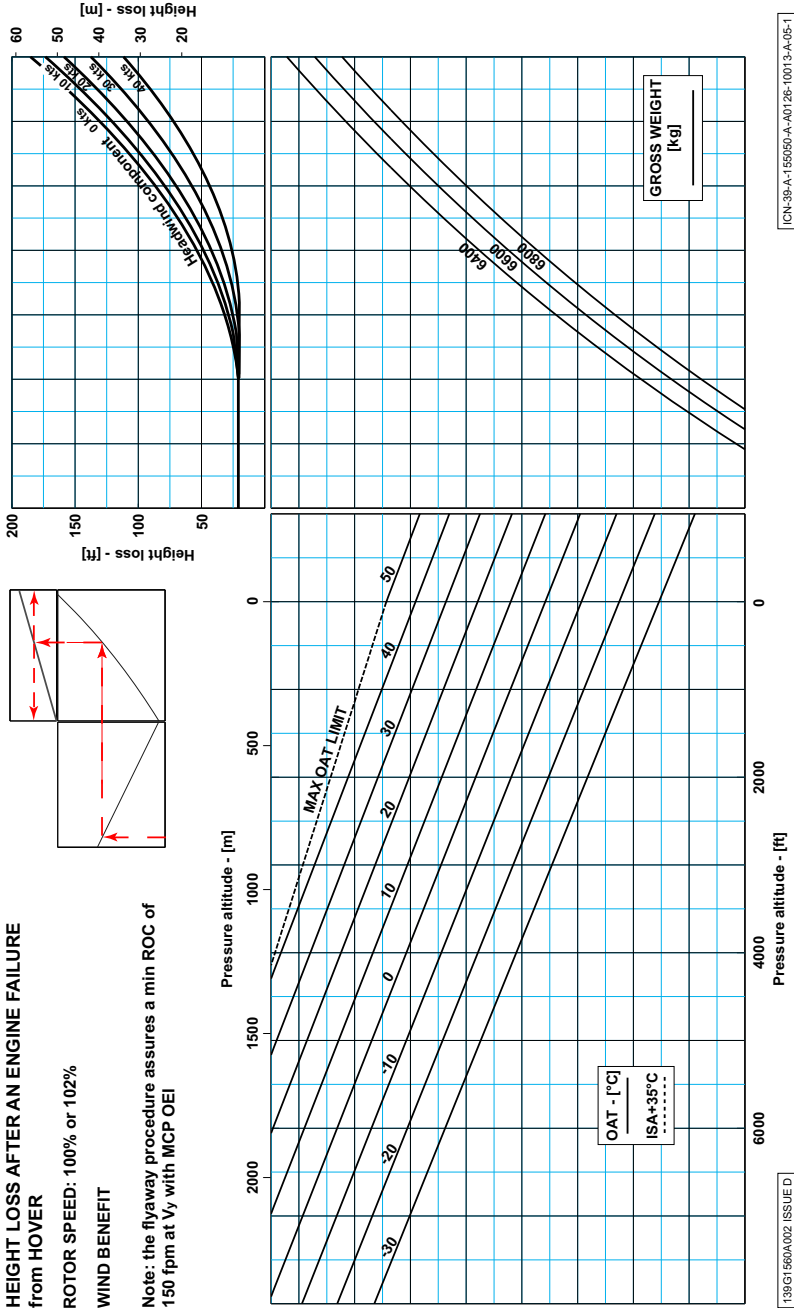 HEIGHT LOSS AFTER AN ENGINE FAILURE
from HOVER
ROTOR SPEED: 100% or 102%
WIND BENEFIT
Note: the flyaway procedure assures a min ROC of
150 fpm at Vy with MCP OEI
Height loss - [ft]
200
150
100
50
Headwind component
0 kts
10 kts
20 kts
30 kts
40 kts
Height loss - [m]
60
50
40
30
20
Pressure altitude - [m]
2000
1500
1000
500
0
MAX OAT LIMIT
-30
-20
-10
0
10
20
30
40
50
OAT - [°C]
ISA+35°C
6000
4000
2000
0
Pressure altitude - [ft]
6400
6600
6800
GROSS WEIGHT
[kg]
139G1560A002 ISSUE D
ICN-39-A-155050-A-A0126-10013-A-05-1